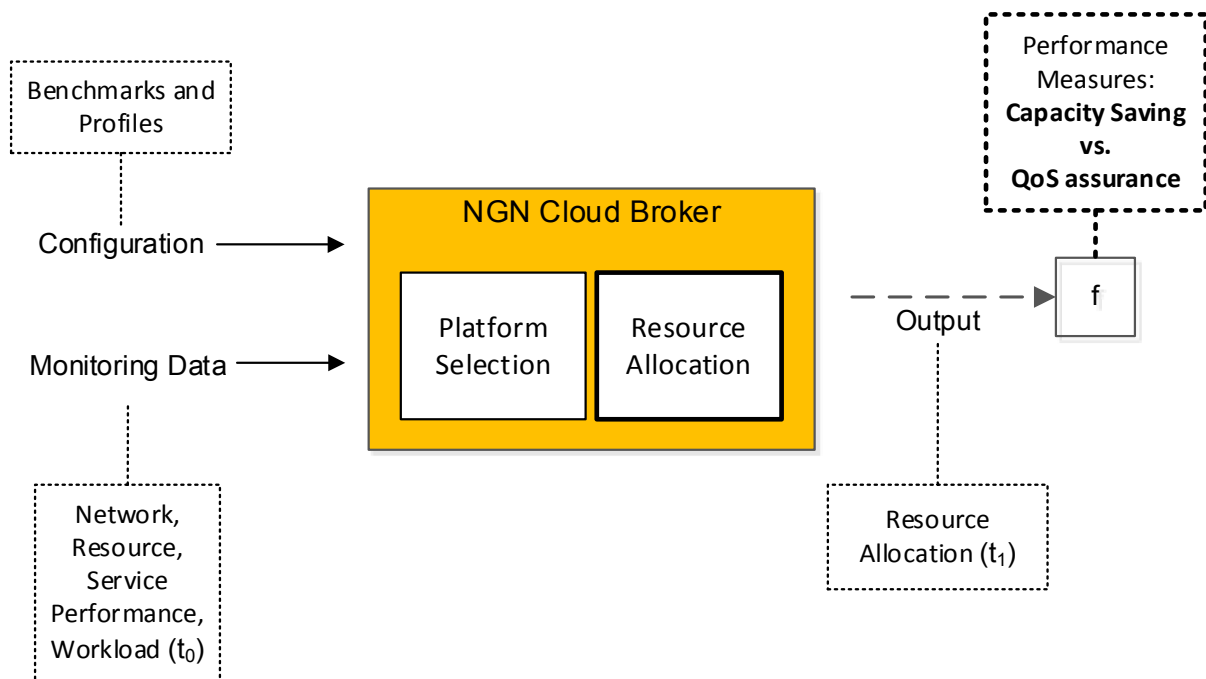 Benchmarks and
Profiles
Configuration
Monitoring Data
Network,
Resource,
Service
Performance,
Workload (t₀)
NGN Cloud Broker
Platform
Selection
Resource
Allocation
Output
Resource
Allocation (t₁)
Performance
Measures:
Capacity Saving
vs.
QoS assurance
f